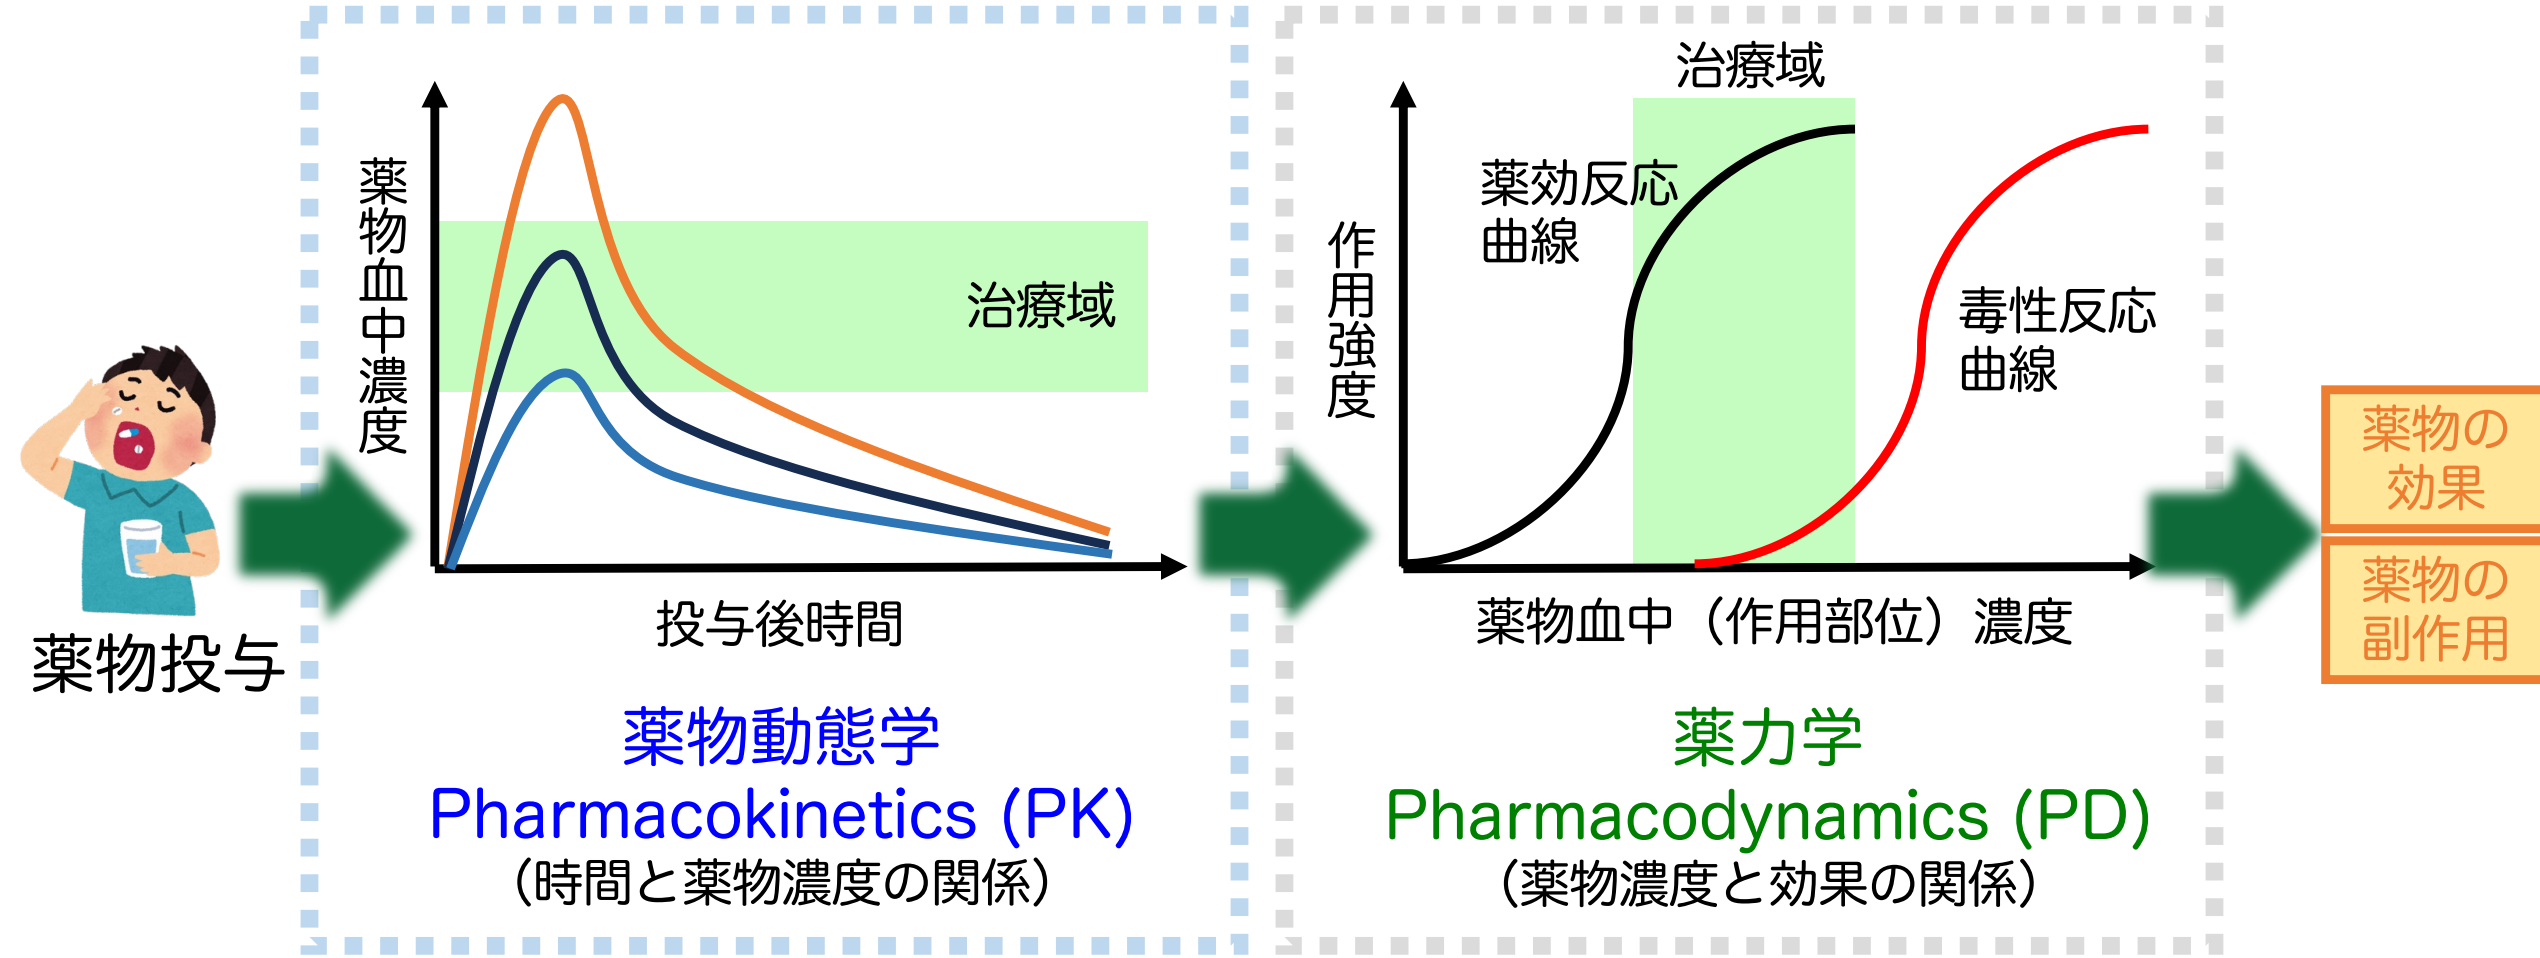 薬物投与
薬物血中濃度
治療域
投与後時間
薬物動態学
Pharmacokinetics (PK)
（時間と薬物濃度の関係）
治療域
薬効反応
曲線
作用強度
毒性反応
曲線
薬物血中（作用部位）濃度
薬力学
Pharmacodynamics (PD)
（薬物濃度と効果の関係）
薬物の
効果
薬物の
副作用